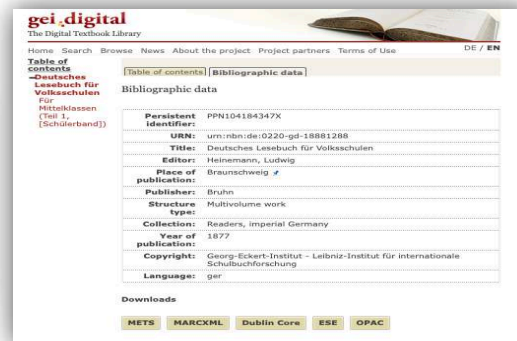 gei.digital
The Digital Textbook Library
Home Search Browse News About the project Project partners Terms of Use
DE / EN
Table of contents
Deutsches
Lesebuch für
Volksschulen
Für
Mittelklassen
(Teil 1,
[Schülerband])
Table of contents Bibliographic data
Bibliographic data
Persistent identifier: PPN104184347X
URN: urn:nbn:de:0220-gd-18881288
Title: Deutsches Lesebuch für Volksschulen
Editor: Heinemann, Ludwig
Place of publication: Braunschweig
Publisher: Bruhn
Structure type: Multivolume work
Collection: Readers, imperial Germany
Year of publication: 1877
Copyright: Georg-Eckert-Institut - Leibniz-Institut für internationale
Schulbuchforschung
Language: ger
Downloads
METS MARCXML Dublin Core ESE OPAC